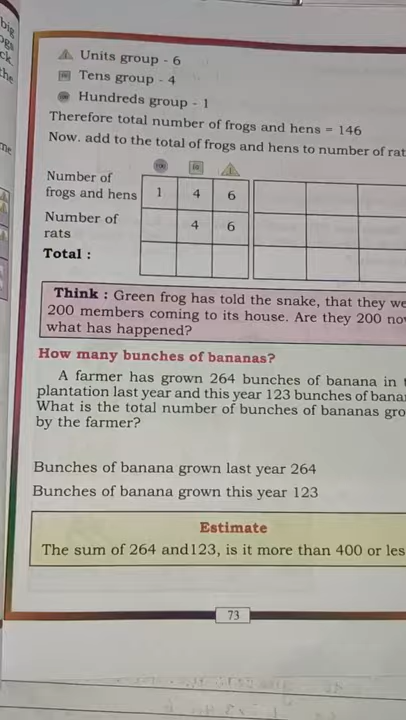 big
ogs
ck.
the
me
Units group - 6
10 Tens group - 4
100 Hundreds group - 1
Therefore total number of frogs and hens = 146
Now. add to the total of frogs and hens to number of rat
100 10 1
Number of
frogs and hens 1 4 6
Number of
rats 4 6
Total :
Think : Green frog has told the snake, that they we
200 members coming to its house. Are they 200 no
what has happened?
How many bunches of bananas?
A farmer has grown 264 bunches of banana in
plantation last year and this year 123 bunches of bana
What is the total number of bunches of bananas gro
by the farmer?
Bunches of banana grown last year 264
Bunches of banana grown this year 123
Estimate
The sum of 264 and123, is it more than 400 or les
73